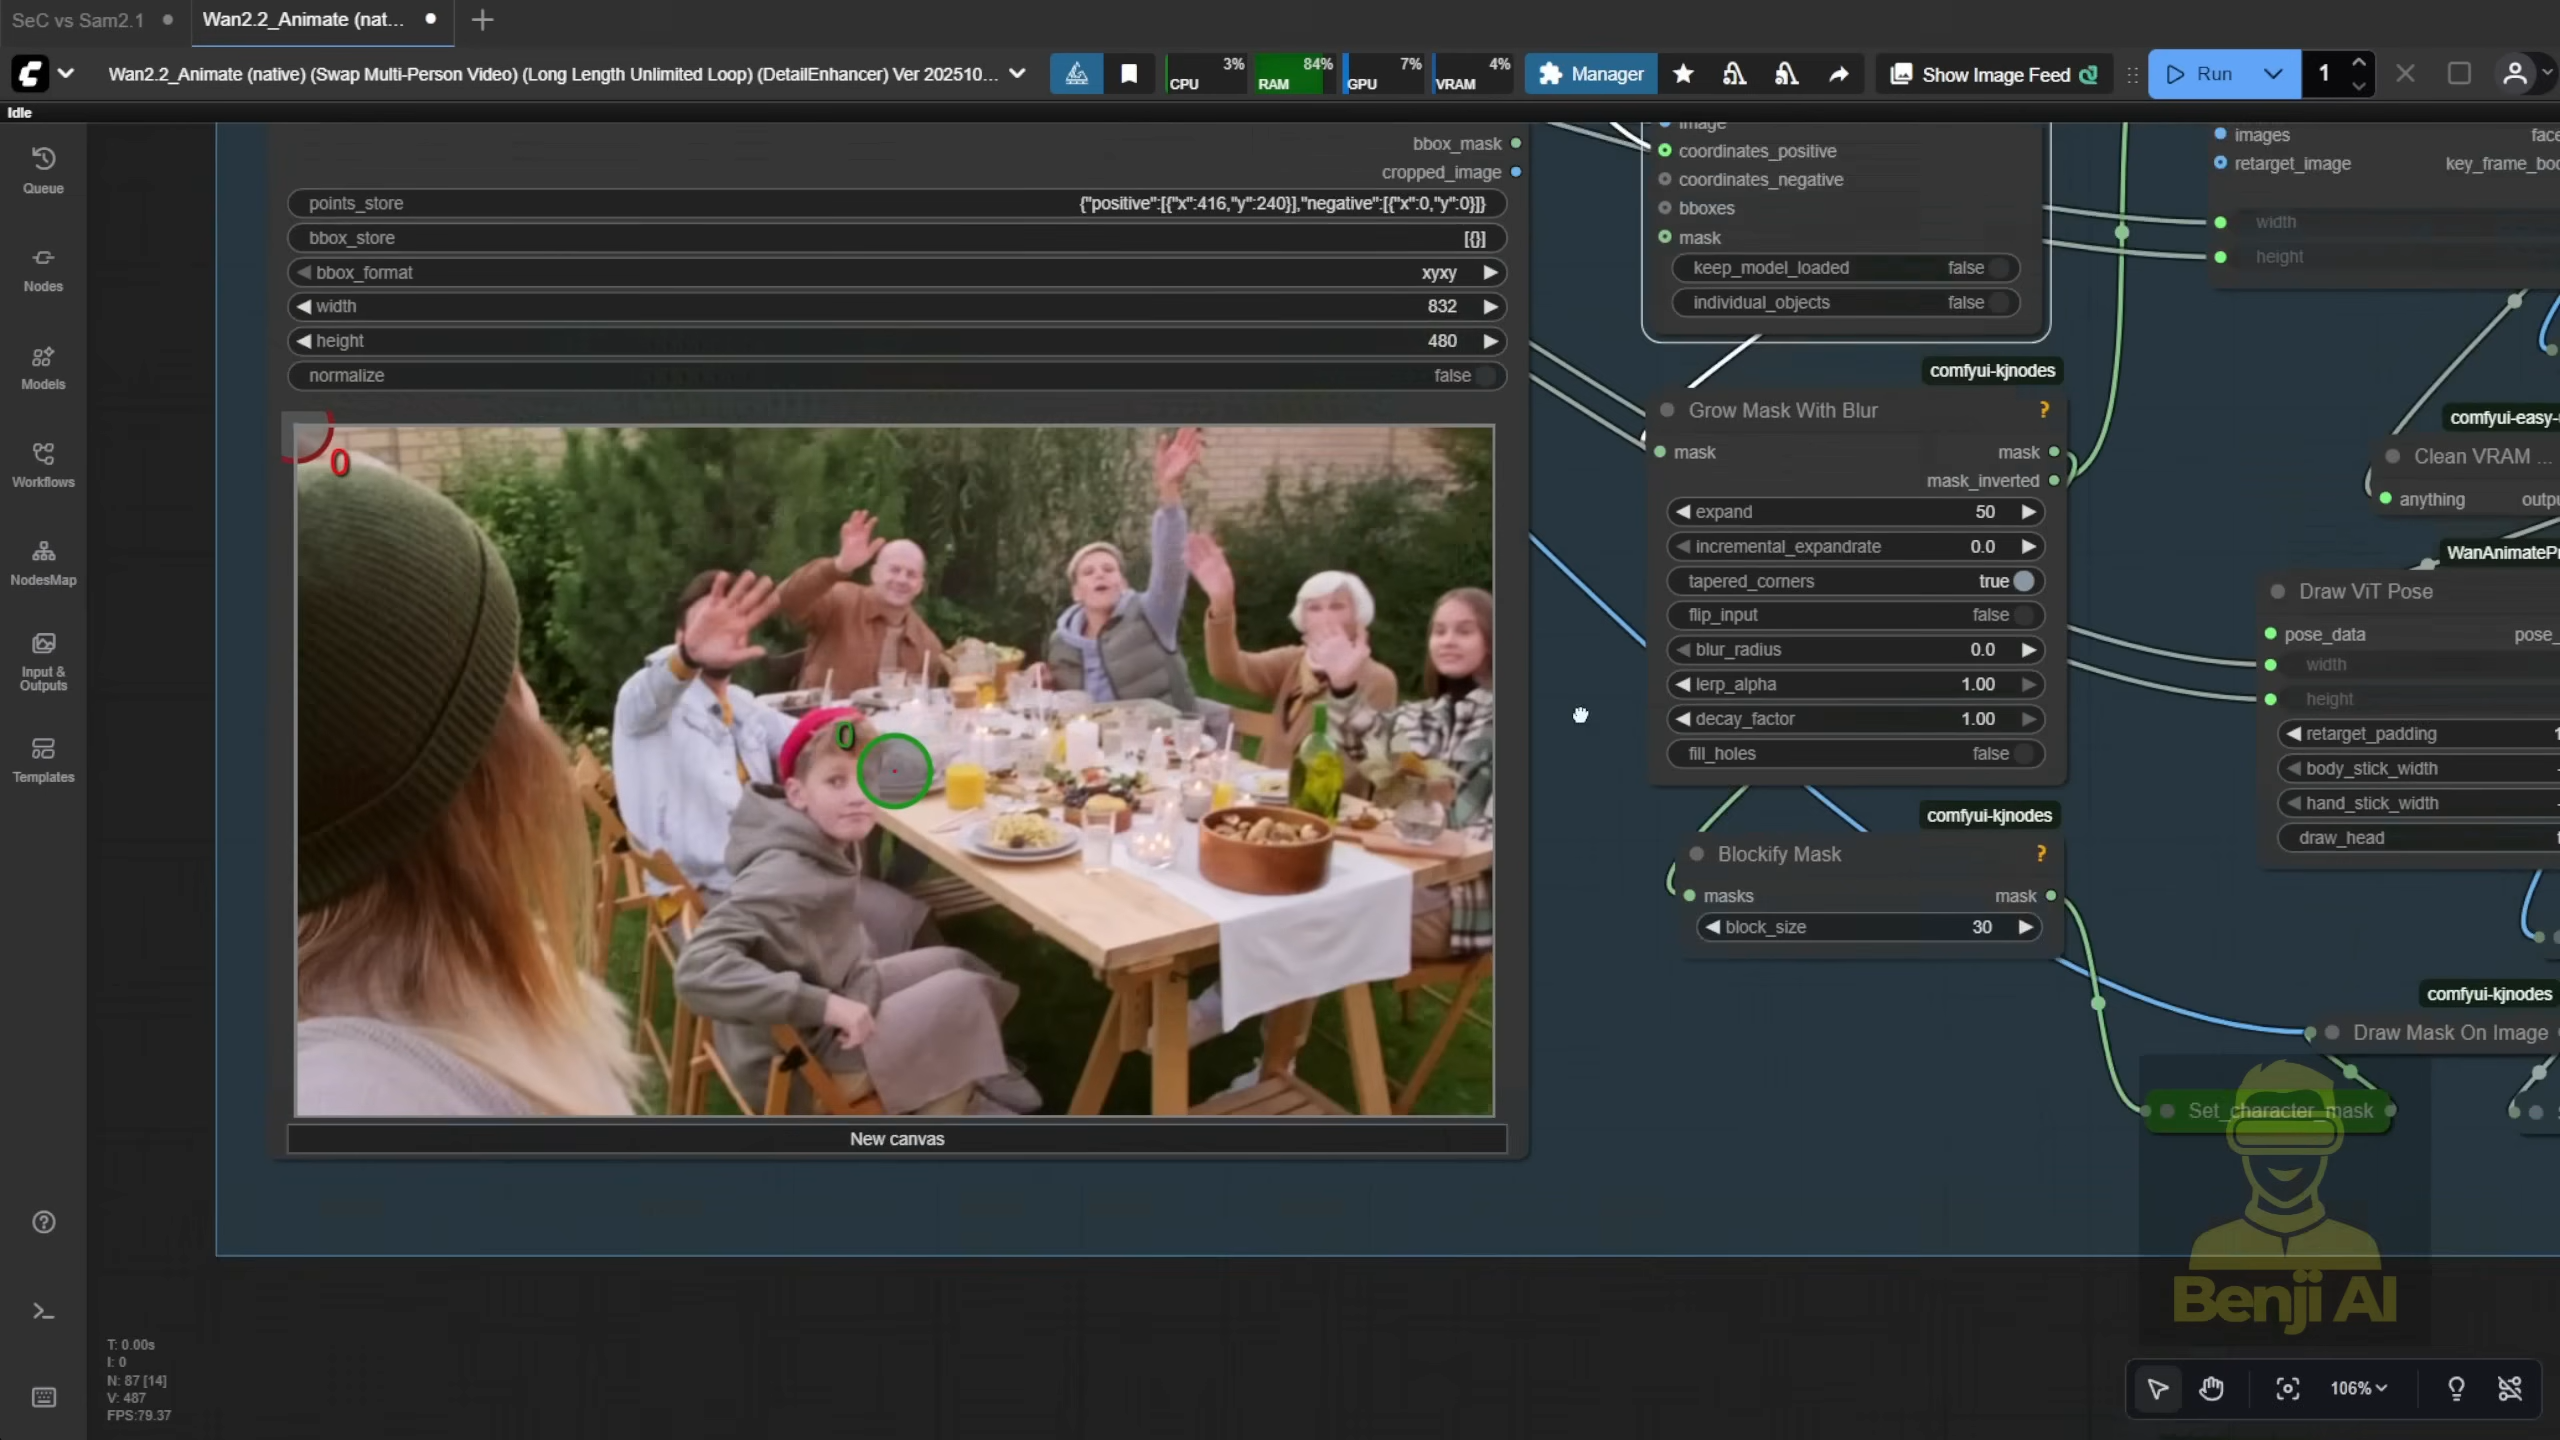 SeC vs Sam2.1
Wan2.2_Animate (nat...
Wan2.2_Animate (native) (Swap Multi-Person Video) (Long Length Unlimited Loop) (DetailEnhancer) Ver 202510...
3%
CPU
84%
RAM
7%
GPU
4%
VRAM
Manager
Show Image Feed
Run
1
Idle
Queue
Nodes
Models
Workflows
NodesMap
Input &
Outputs
Templates
bbox_mask
cropped_image
points_store
{"positive":[{"x":416,"y":240}],"negative":[{"x":0,"y":0}]}
bbox_store
[{}]
bbox_format
xyxy
width
832
height
480
normalize
false
0
0
New canvas
image
coordinates_positive
coordinates_negative
bboxes
mask
keep_model_loaded
false
individual_objects
false
comfyui-kjnodes
Grow Mask With Blur
?
mask
mask
mask_inverted
expand
50
incremental_expandrate
0.0
tapered_corners
true
flip_input
false
blur_radius
0.0
lerp_alpha
1.00
decay_factor
1.00
fill_holes
false
comfyui-kjnodes
Blockify Mask
?
masks
mask
block_size
30
images
face
retarget_image
key_frame_bo
width
height
comfyui-easy-
Clean VRAM ...
anything
outpu
WanAnimatePr
Draw ViT Pose
pose_data
pose_
width
height
retarget_padding
body_stick_width
hand_stick_width
draw_head
comfyui-kjnodes
Draw Mask On Image
Set_character_mask
Benji AI
T: 0.00s
I: 0
N: 87 [14]
V: 487
FPS:79.37
106%